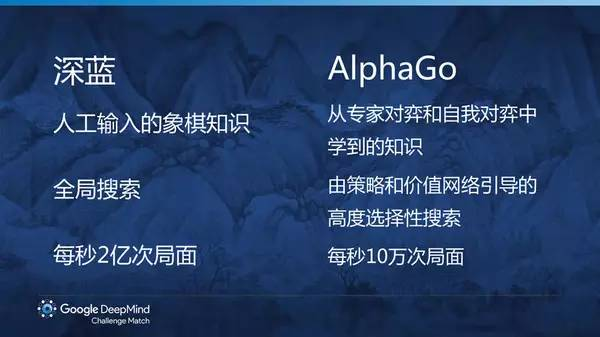 深蓝
人工输入的象棋知识
全局搜索
每秒2亿次局面
AlphaGo
从专家对弈和自我对弈中
学到的知识
由策略和价值网络引导的
高度选择性搜索
每秒10万次局面
Google DeepMind
Challenge Match